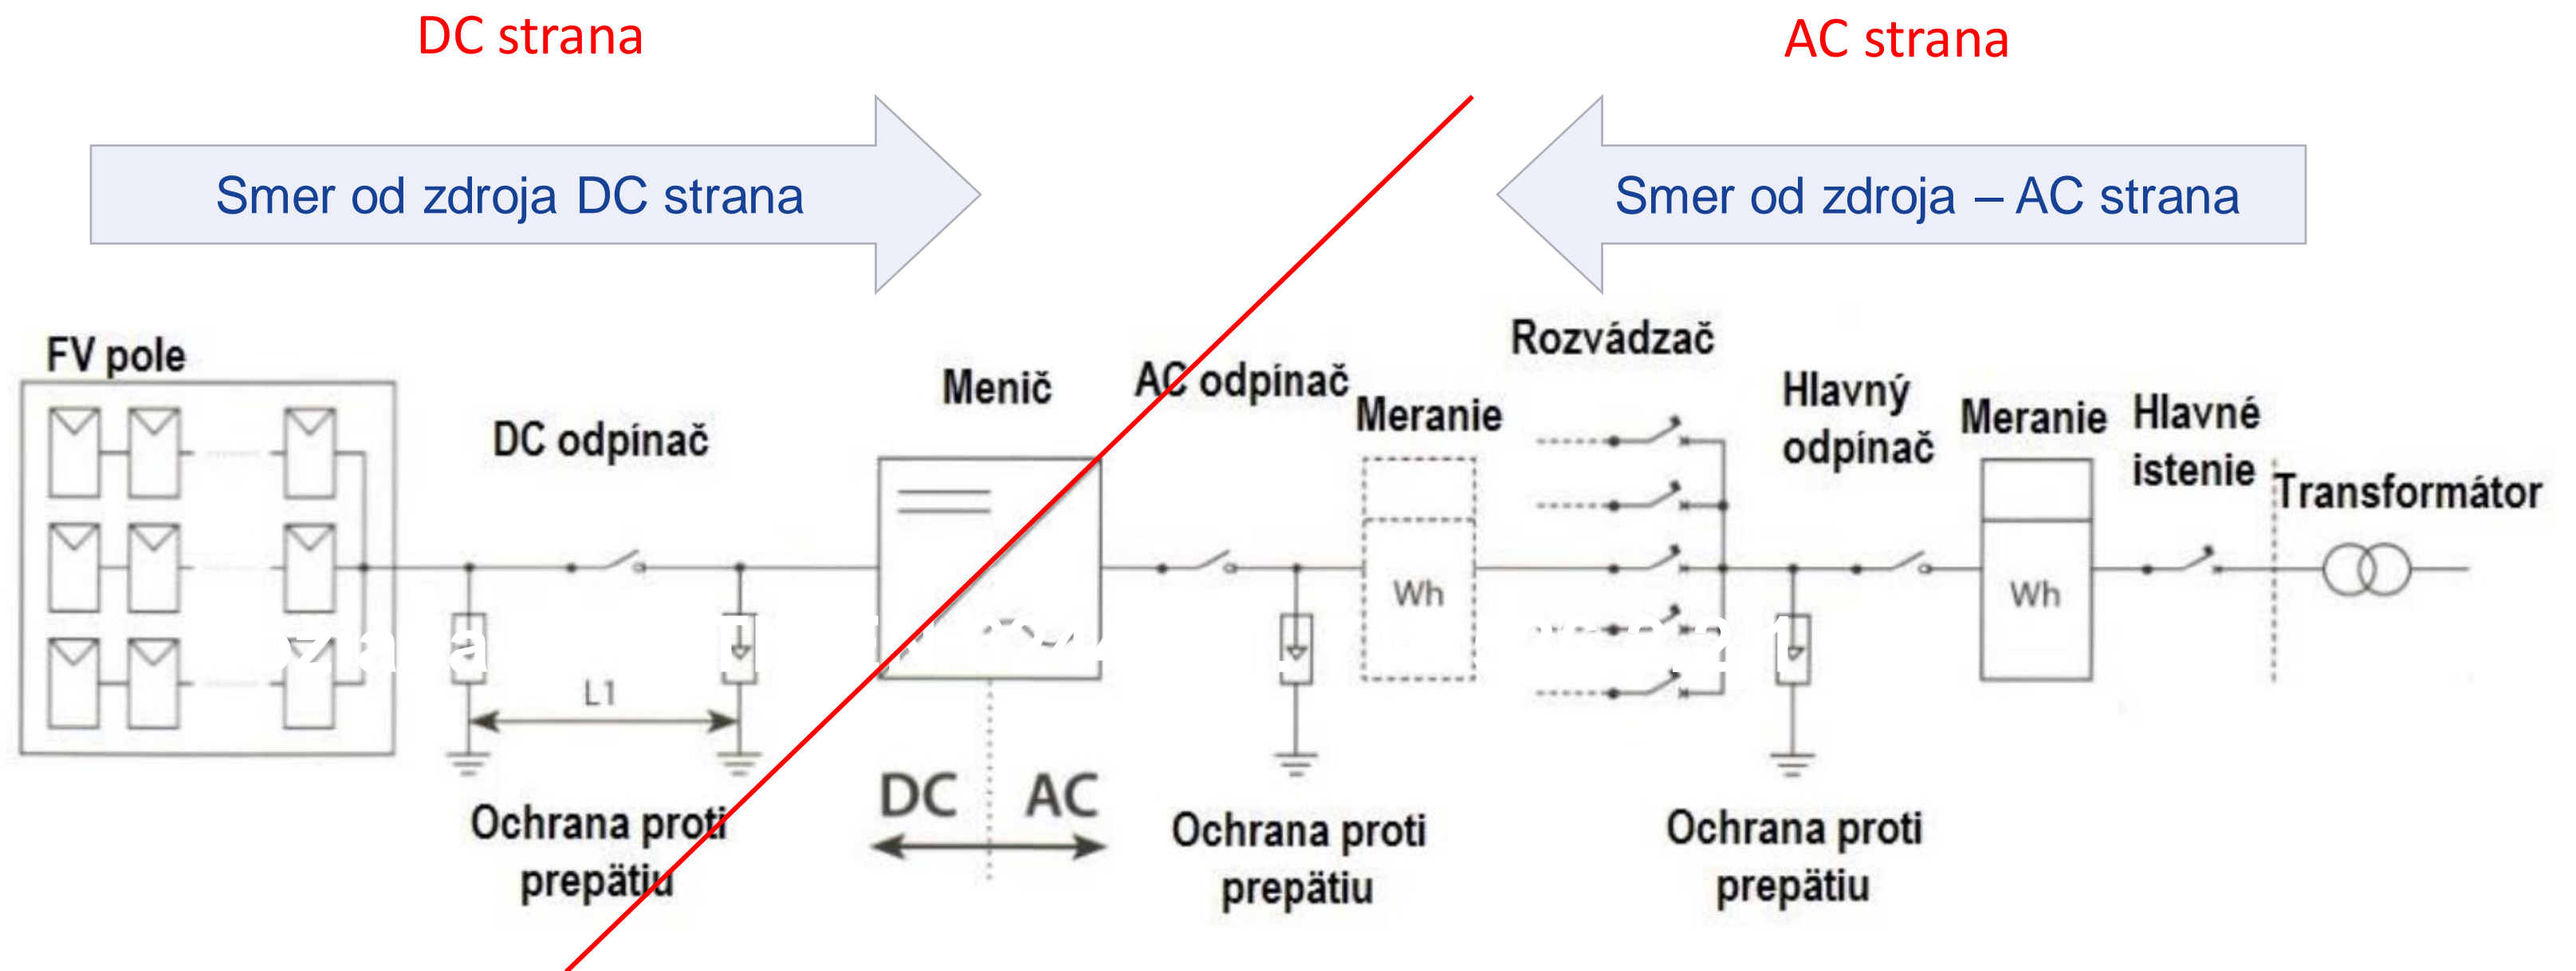 DC strana
AC strana
Smer od zdroja DC strana
Smer od zdroja – AC strana
FV pole
DC odpínač
Menič
AC odpínač
Meranie
Rozvádzač
Hlavný
odpínač
Meranie
Hlavné
istenie
Transformátor
Wh
Wh
L1
DC
AC
Ochrana proti
prepätiu
Ochrana proti
prepätiu
Ochrana proti
prepätiu